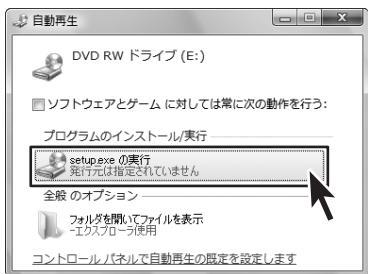 自動再生
DVD RW ドライブ (E:)
ソフトウェアとゲーム に対しては常に次の動作を行う:
プログラムのインストール/実行
setup.exe の実行
発行元は指定されていません
全般 のオプション
フォルダを開いてファイルを表示
-エクスプローラ使用
コントロール パネルで自動再生の既定を設定します